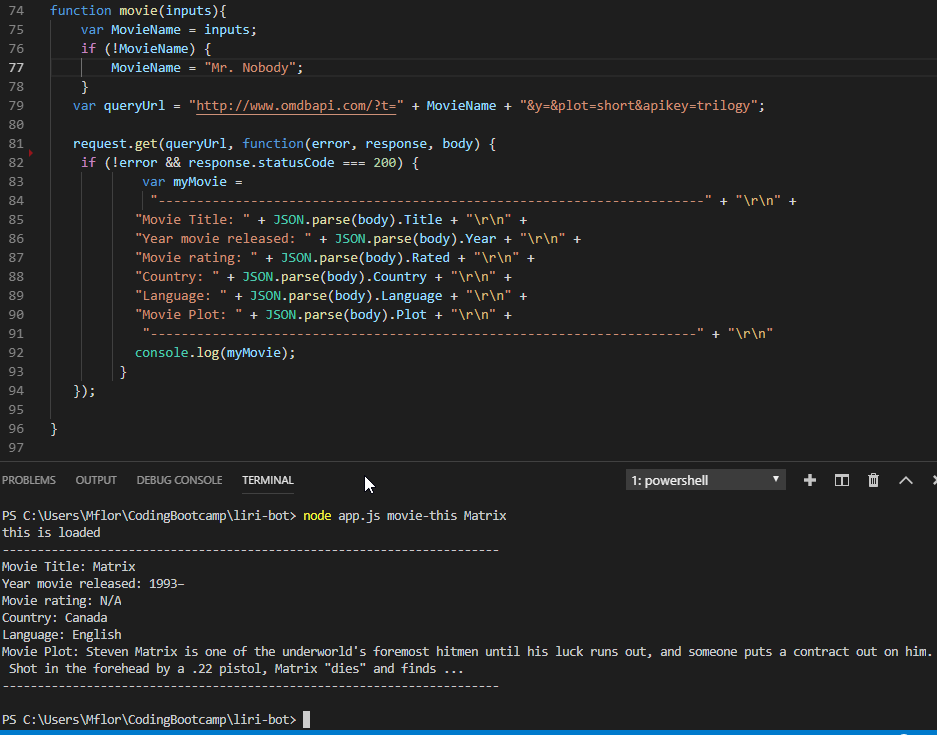 74 function movie(inputs){
75 var MovieName = inputs;
76 if (!MovieName) {
77 MovieName = "Mr. Nobody";
78 }
79 var queryUrl = "http://www.omdbapi.com/?t=" + MovieName + "&y=&plot=short&apikey=trilogy";
80
81 request.get(queryUrl, function(error, response, body) {
82 if (!error && response.statusCode === 200) {
83 var myMovie =
84 "-----------------------------------------------------------------------" + "\r\n" +
85 "Movie Title: " + JSON.parse(body).Title + "\r\n" +
86 "Year movie released: " + JSON.parse(body).Year + "\r\n" +
87 "Movie rating: " + JSON.parse(body).Rated + "\r\n" +
88 "Country: " + JSON.parse(body).Country + "\r\n" +
89 "Language: " + JSON.parse(body).Language + "\r\n" +
90 "Movie Plot: " + JSON.parse(body).Plot + "\r\n" +
91 "-----------------------------------------------------------------------" + "\r\n"
92 console.log(myMovie);
93 }
94 });
95
96 }
97
PROBLEMS OUTPUT DEBUG CONSOLE TERMINAL 1: powershell
PS C:\Users\Mflor\CodingBootcamp\liri-bot> node app.js movie-this Matrix
this is loaded
-----------------------------------------------------------------------
Movie Title: Matrix
Year movie released: 1993–
Movie rating: N/A
Country: Canada
Language: English
Movie Plot: Steven Matrix is one of the underworld's foremost hitmen until his luck runs out, and someone puts a contract out on him.
Shot in the forehead by a .22 pistol, Matrix "dies" and finds ...
-----------------------------------------------------------------------
PS C:\Users\Mflor\CodingBootcamp\liri-bot>